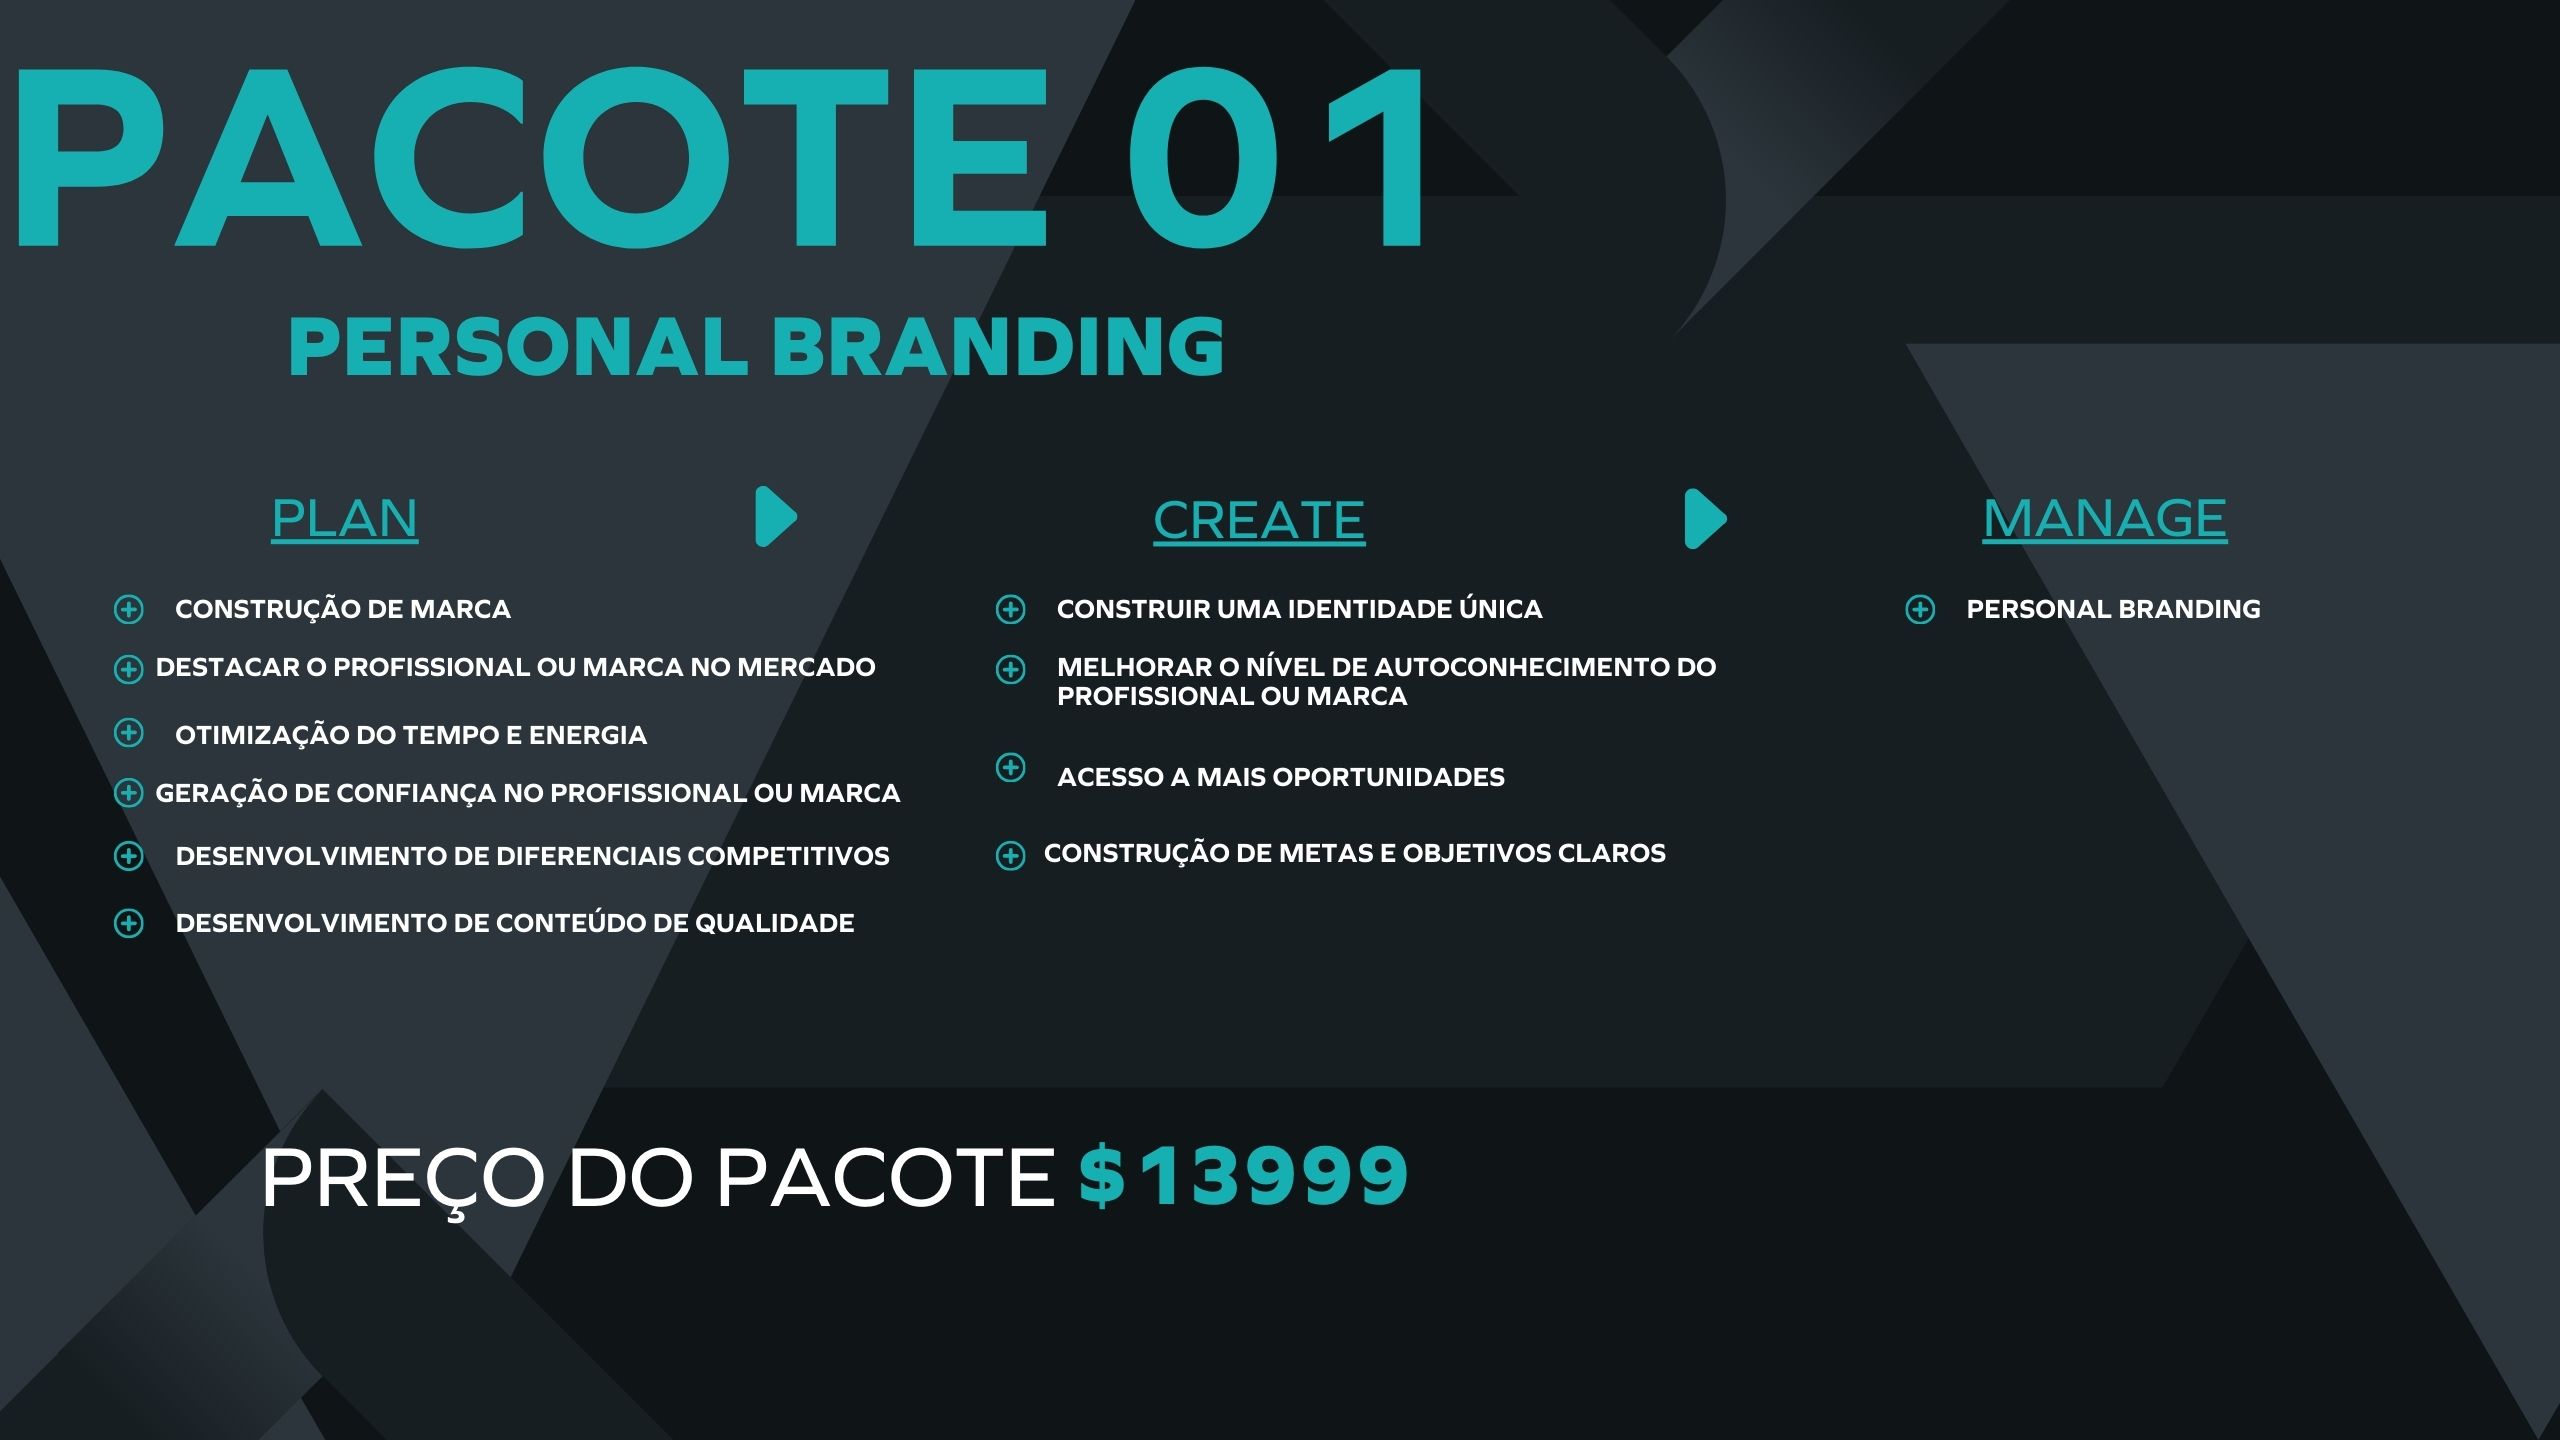 PACOTE 01
PERSONAL BRANDING
PLAN
CONSTRUÇÃO DE MARCA
DESTACAR O PROFISSIONAL OU MARCA NO MERCADO
OTIMIZAÇÃO DO TEMPO E ENERGIA
GERAÇÃO DE CONFIANÇA NO PROFISSIONAL OU MARCA
DESENVOLVIMENTO DE DIFERENCIAIS COMPETITIVOS
DESENVOLVIMENTO DE CONTEÚDO DE QUALIDADE
CREATE
CONSTRUIR UMA IDENTIDADE ÚNICA
MELHORAR O NÍVEL DE AUTOCONHECIMENTO DO
PROFISSIONAL OU MARCA
ACESSO A MAIS OPORTUNIDADES
CONSTRUÇÃO DE METAS E OBJETIVOS CLAROS
MANAGE
PERSONAL BRANDING
PREÇO DO PACOTE $13999